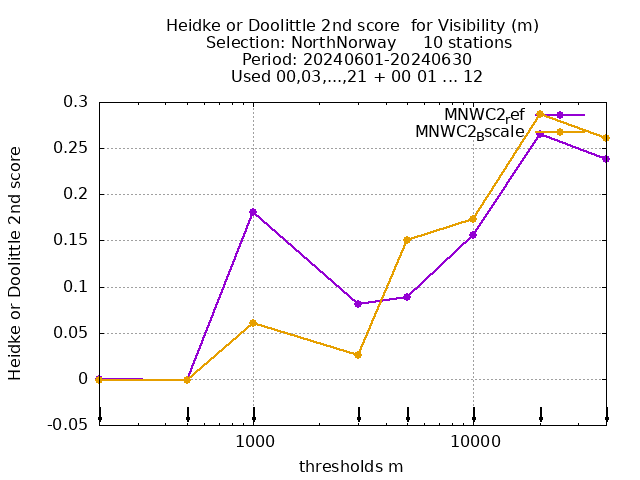 Heidke or Doolittle 2nd score  for Visibility (m)
Selection: NorthNorway     10 stations
Period: 20240601-20240630
Used 00,03,...,21 + 00 01 ... 12
MNWC2ref
MNWC2Bscale
0.3
0.25
0.2
0.15
0.1
0.05
0
-0.05
Heidke or Doolittle 2nd score
1000
10000
thresholds m